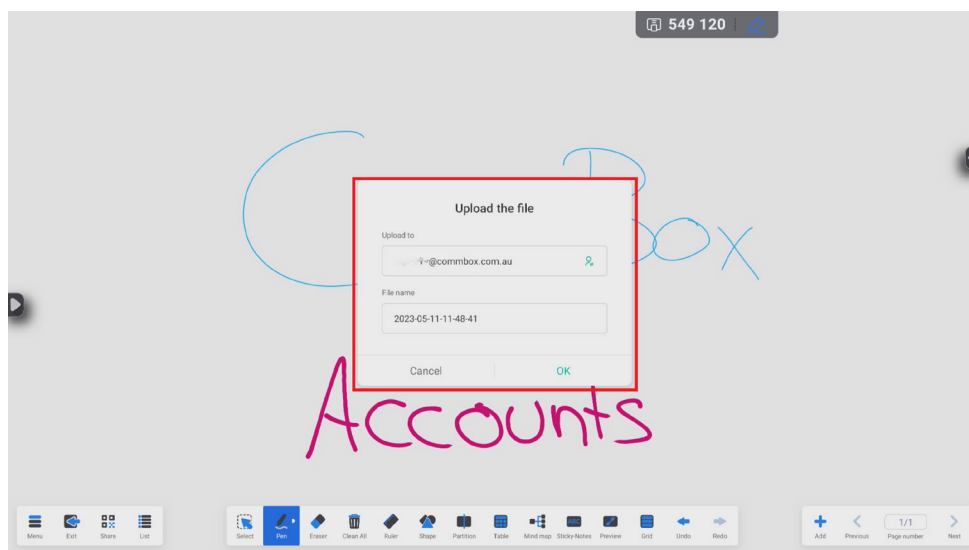 549 120
C Box
Upload the file
Upload to
@commbox.com.au
File name
2023-05-11-11-48-41
Cancel OK
Accounts
Menu Exit Share List Select Pen Eraser Clean All Ruler Shape Partition Table Mind map Sticky-Notes Preview Grid Undo Redo Add Previous 1/1 Page number Next